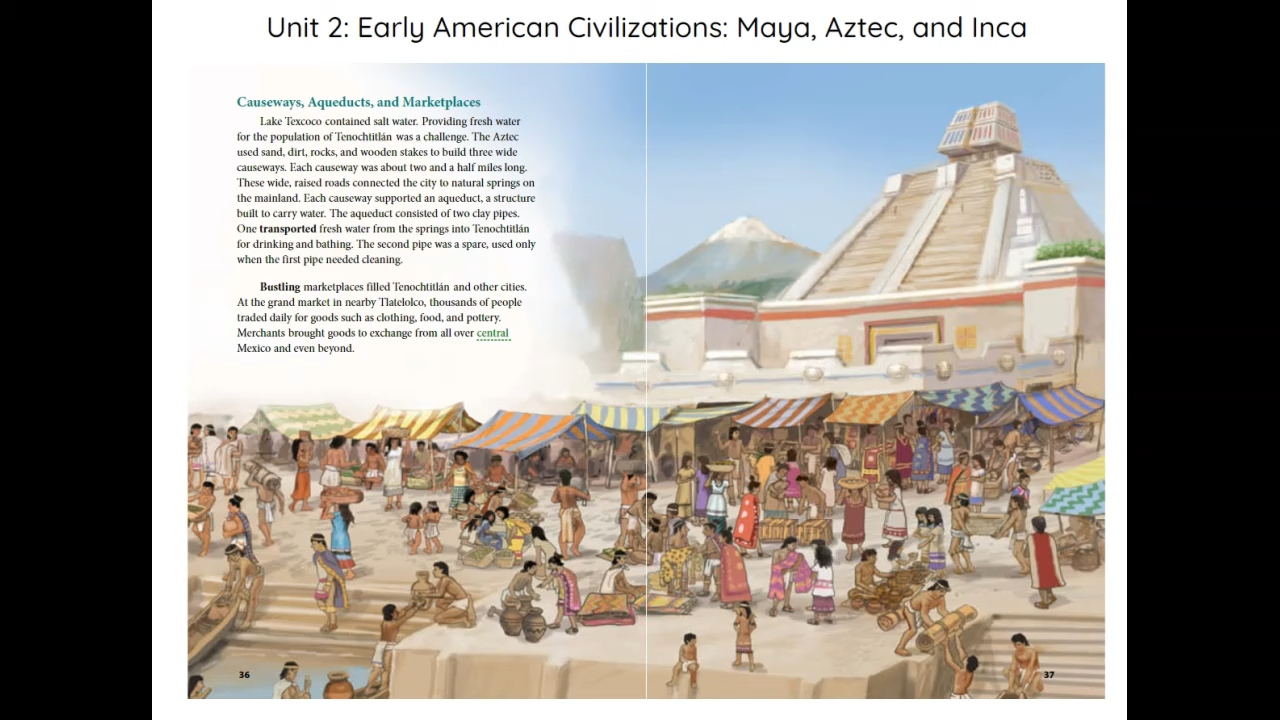 Unit 2: Early American Civilizations: Maya, Aztec, and Inca
Causeways, Aqueducts, and Marketplaces
Lake Texcoco contained salt water. Providing fresh water
for the population of Tenochtitlán was a challenge. The Aztec
used sand, dirt, rocks, and wooden stakes to build three wide
causeways. Each causeway was about two and a half miles long.
These wide, raised roads connected the city to natural springs on
the mainland. Each causeway supported an aqueduct, a structure
built to carry water. The aqueduct consisted of two clay pipes.
One transported fresh water from the springs into Tenochtitlán
for drinking and bathing. The second pipe was a spare, used only
when the first pipe needed cleaning.
Bustling marketplaces filled Tenochtitlán and other cities.
At the grand market in nearby Tlatelolco, thousands of people
traded daily for goods such as clothing, food, and pottery.
Merchants brought goods to exchange from all over central
Mexico and even beyond.
36
37